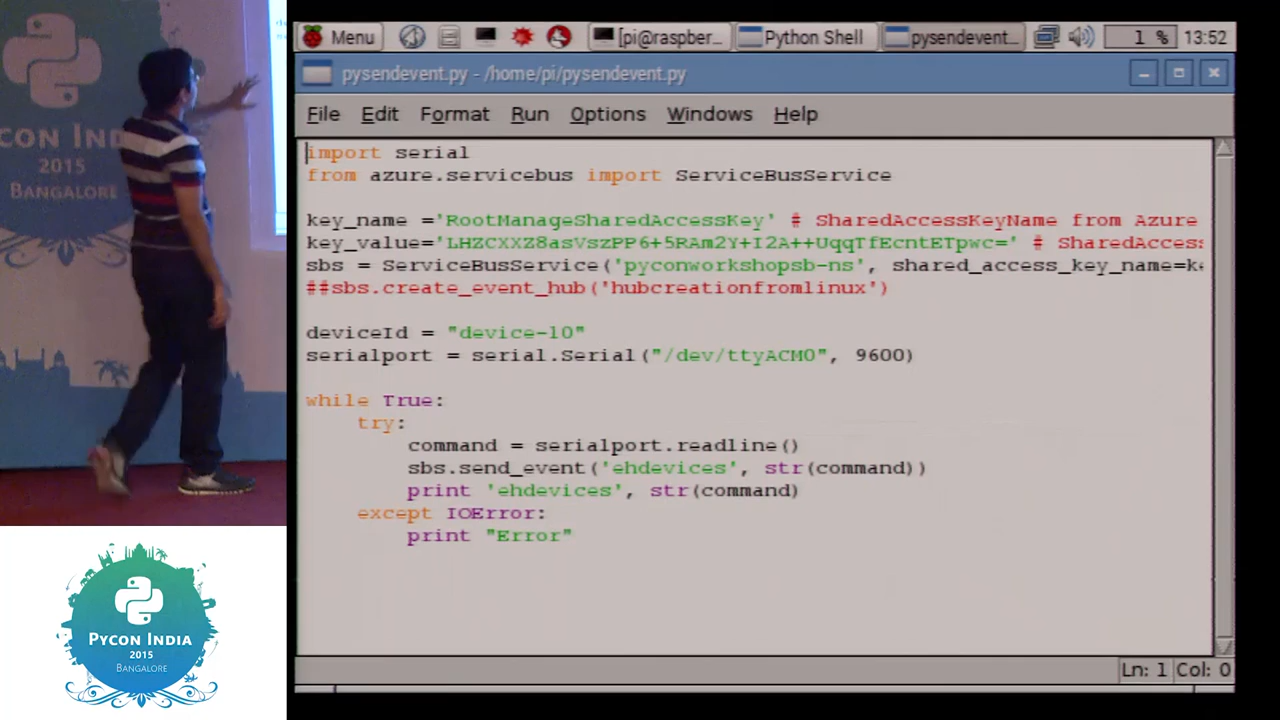 PYCON IND
2015
BANGALORE
Menu
[pi@raspber...
Python Shell
pysendevent...
1 %
13:52
pysendevent.py - /home/pi/pysendevent.py
File Edit Format Run Options Windows Help
import serial
from azure.servicebus import ServiceBusService
key_name ='RootManageSharedAccessKey' # SharedAccessKeyName from Azure
key_value='LHZCXXZ8asVszPP6+5RAm2Y+I2A++UqqTfEcntETpwc=' # SharedAccess
sbs = ServiceBusService('pyconworkshopsb-ns', shared_access_key_name=ke
##sbs.create_event_hub('hubcreationfromlinux')
deviceId = "device-10"
serialport = serial.Serial("/dev/ttyACM0", 9600)
while True:
try:
command = serialport.readline()
sbs.send_event('ehdevices', str(command))
print 'ehdevices', str(command)
except IOError:
print "Error"
Ln: 1 Col: 0
PYCON INDIA
2015
BANGALORE